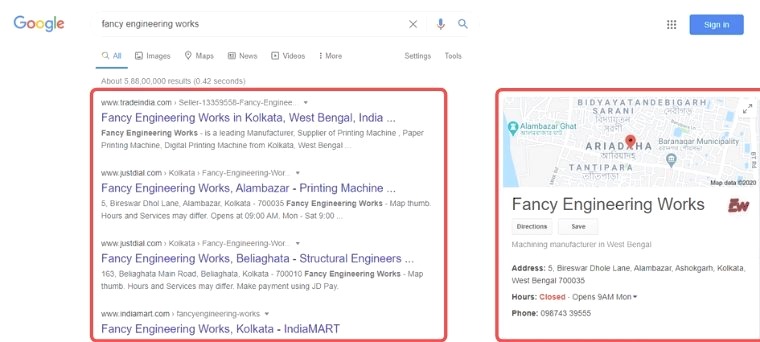 Google
fancy engineering works
Sign in
All Images Maps News Videos More Settings Tools
About 5,88,00,000 results (0.42 seconds)
www.tradeindia.com › Seller-13359558-Fancy-Enginee...
Fancy Engineering Works in Kolkata, West Bengal, India ...
Fancy Engineering Works - is a leading Manufacturer, Supplier of Printing Machine , Paper
Printing Machine, Digital Printing Machine from Kolkata, West Bengal ...
www.justdial.com › Kolkata › Fancy-Engineering-Wor...
Fancy Engineering Works, Alambazar - Printing Machine ...
5, Bireswar Dhol Lane, Alambazar, Kolkata - 700035 Fancy Engineering Works - Map thumb.
Hours and Services may differ. Opens at 09:00 AM. Mon - Sat 9:00 ...
www.justdial.com › Kolkata › Fancy-Engineering-Wor...
Fancy Engineering Works, Beliaghata - Structural Engineers ...
163, Beliaghata Main Road, Beliaghata, Kolkata - 700010 Fancy Engineering Works - Map
thumb. Hours and Services may differ. Make payment using JD Pay.
www.indiamart.com › fancyengineering-works
Fancy Engineering Works, Kolkata - IndiaMART
BIDYAYATANDEBIGARH
SARANI
বিদ্যায়তন
দেবীগড়
সরণি
Alambazar Ghat
ARIADAHA
আরিয়াদহ
Baranagar Municipality
TANTIPARA
তাঁতিপাড়া
BT Rd
Map data ©2020
Fancy Engineering Works
EW
Directions Save
Machining manufacturer in West Bengal
Address: 5, Bireswar Dhole Lane, Alambazar, Ashokgarh, Kolkata,
West Bengal 700035
Hours: Closed · Opens 9AM Mon
Phone: 098743 39555